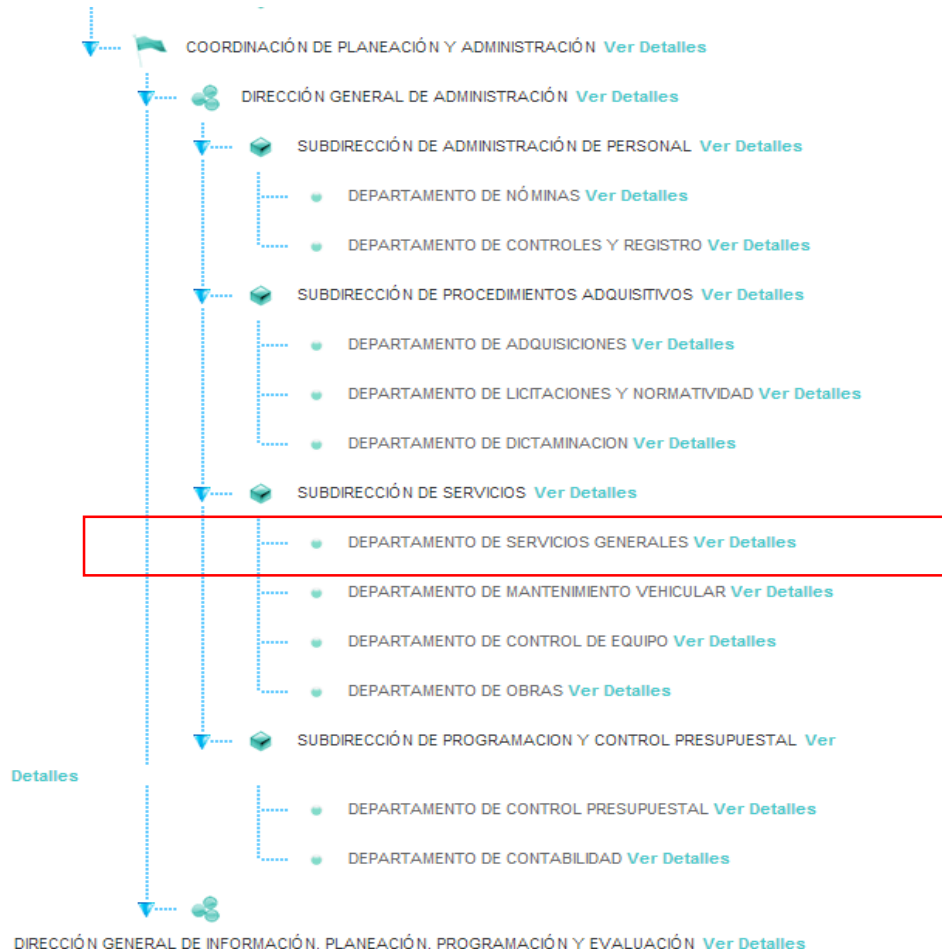 COORDINACIÓN DE PLANEACIÓN Y ADMINISTRACIÓN Ver Detalles
DIRECCIÓN GENERAL DE ADMINISTRACIÓN Ver Detalles
SUBDIRECCIÓN DE ADMINISTRACIÓN DE PERSONAL Ver Detalles
DEPARTAMENTO DE NÓMINAS Ver Detalles
DEPARTAMENTO DE CONTROLES Y REGISTRO Ver Detalles
SUBDIRECCIÓN DE PROCEDIMIENTOS ADQUISITIVOS Ver Detalles
DEPARTAMENTO DE ADQUISICIONES Ver Detalles
DEPARTAMENTO DE LICITACIONES Y NORMATIVIDAD Ver Detalles
DEPARTAMENTO DE DICTAMINACION Ver Detalles
SUBDIRECCIÓN DE SERVICIOS Ver Detalles
DEPARTAMENTO DE SERVICIOS GENERALES Ver Detalles
DEPARTAMENTO DE MANTENIMIENTO VEHICULAR Ver Detalles
DEPARTAMENTO DE CONTROL DE EQUIPO Ver Detalles
DEPARTAMENTO DE OBRAS Ver Detalles
SUBDIRECCIÓN DE PROGRAMACION Y CONTROL PRESUPUESTAL Ver
Detalles
DEPARTAMENTO DE CONTROL PRESUPUESTAL Ver Detalles
DEPARTAMENTO DE CONTABILIDAD Ver Detalles
DIRECCIÓN GENERAL DE INFORMACIÓN, PLANEACIÓN, PROGRAMACIÓN Y EVALUACIÓN Ver Detalles